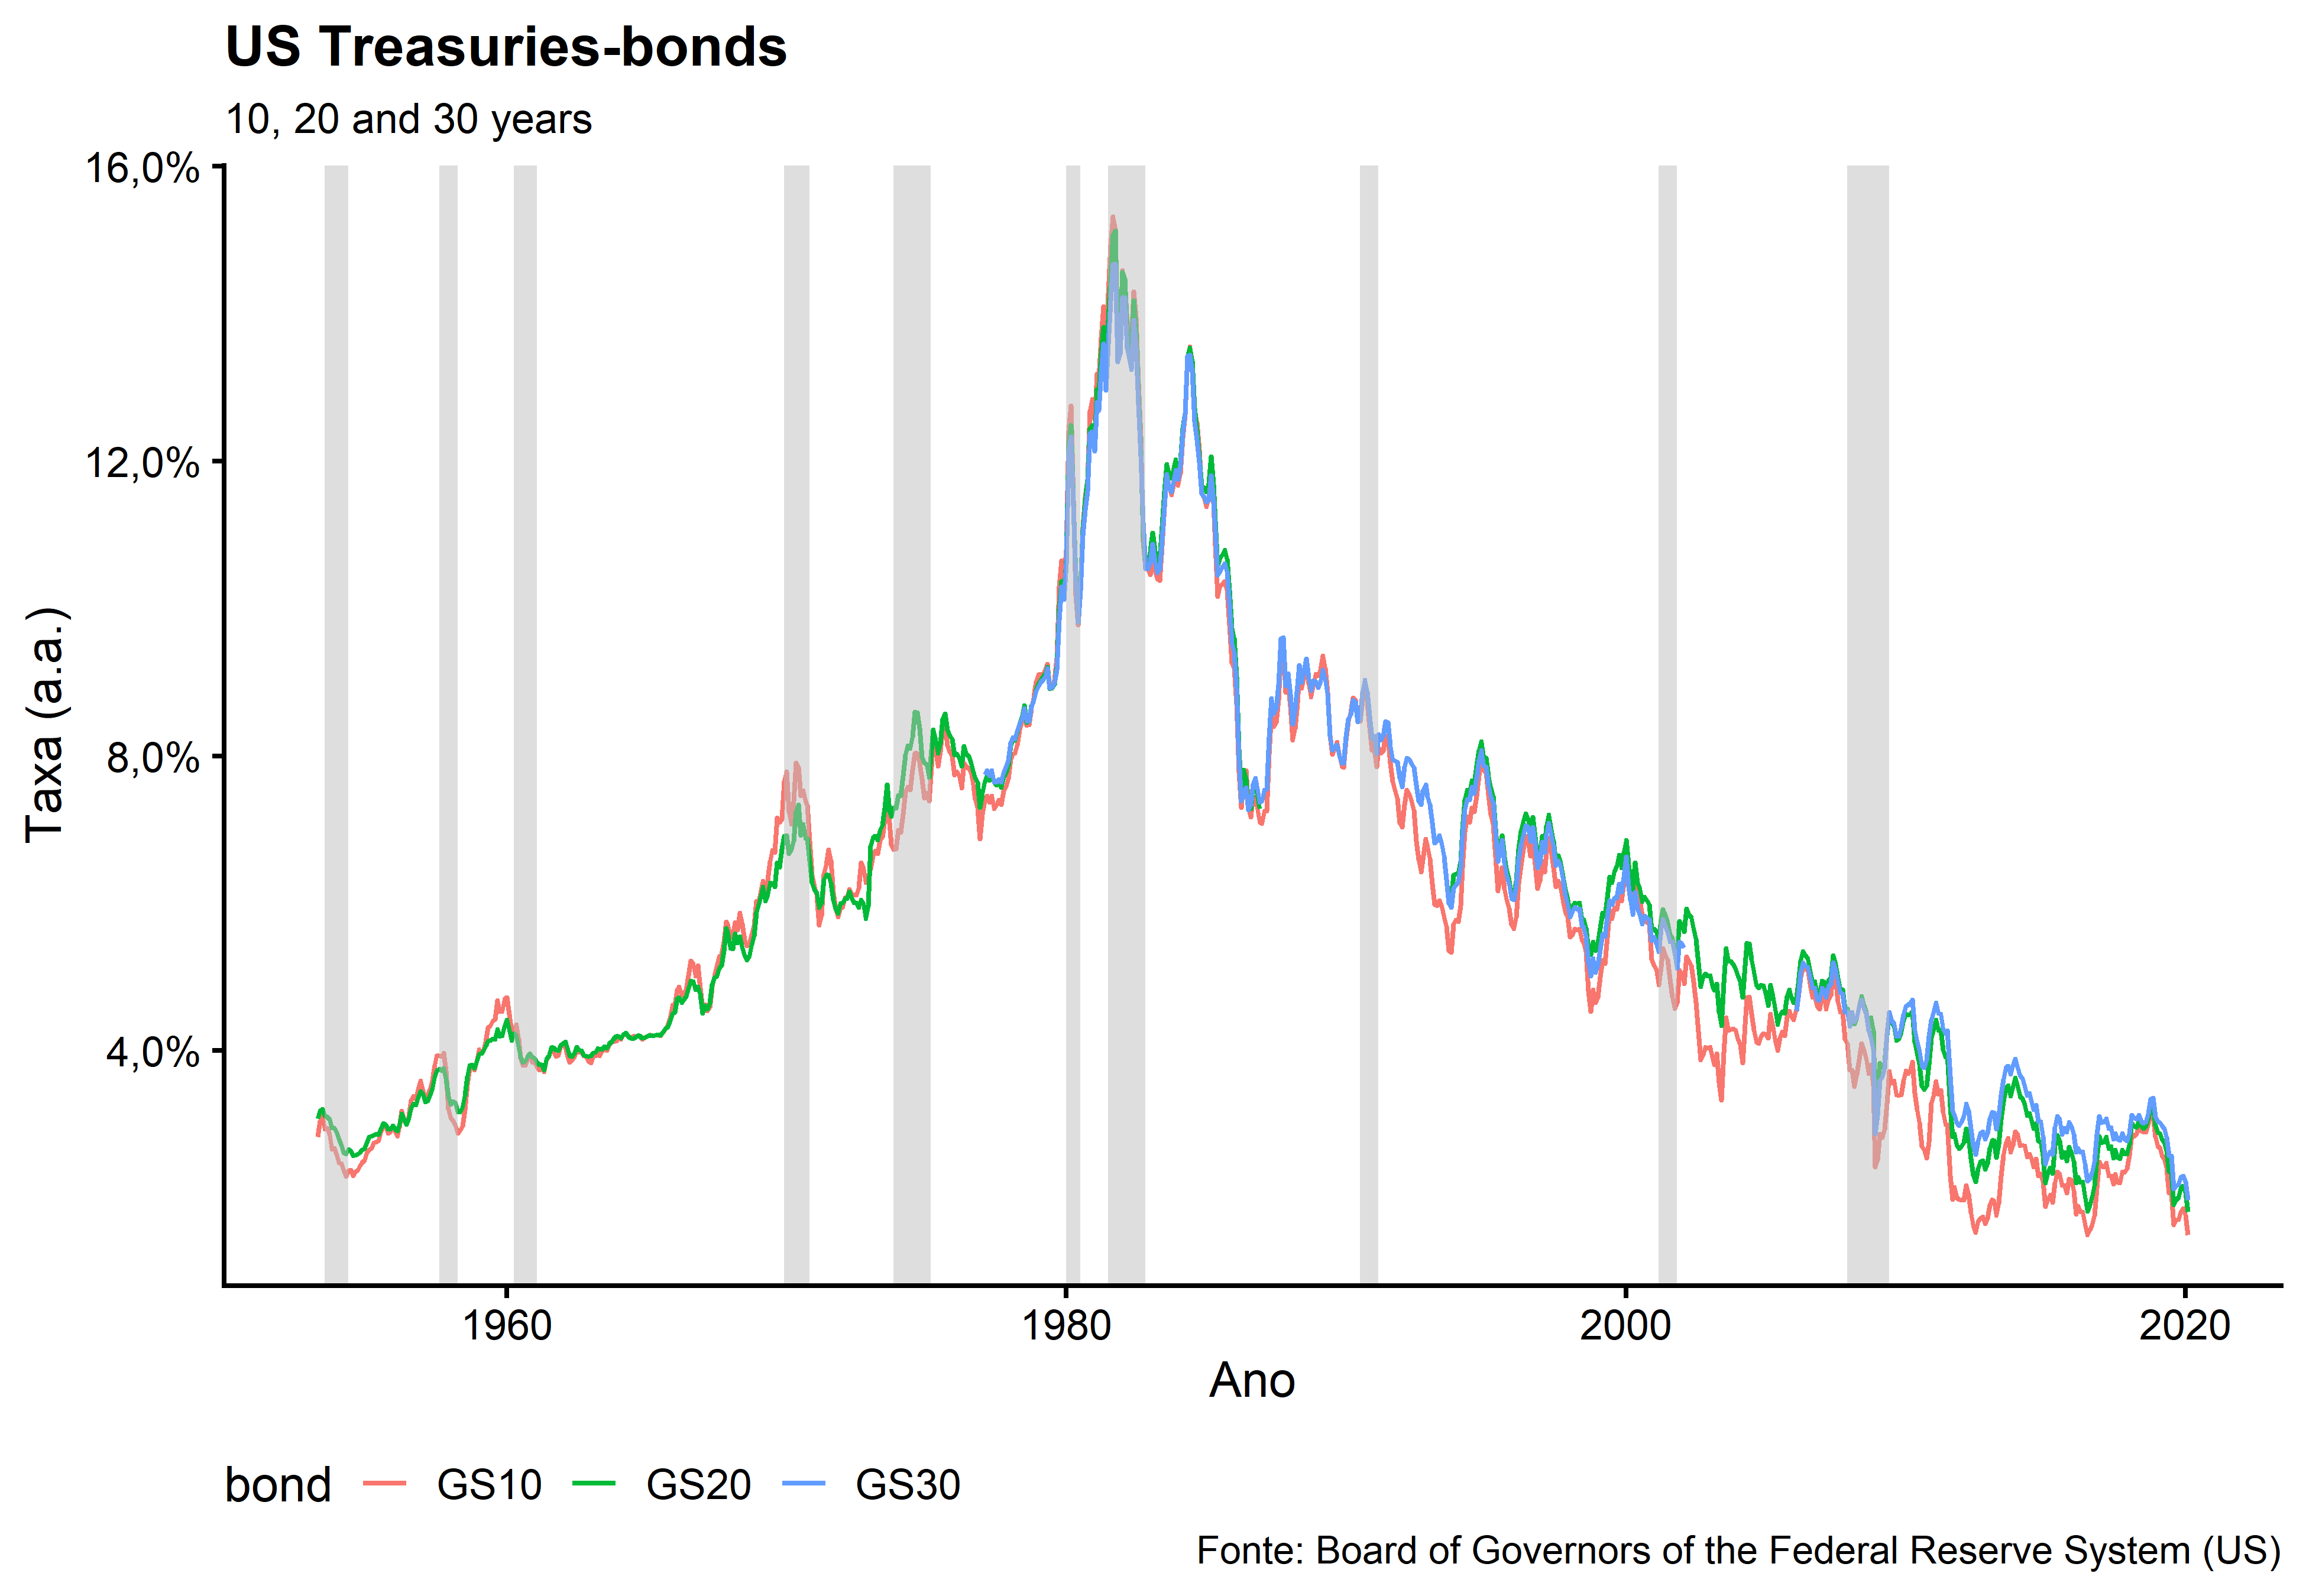 US Treasuries-bonds
10, 20 and 30 years
16,0%
12,0%
8,0%
4,0%
Taxa (a.a.)
1960 1980 2000 2020
Ano
bond GS10 GS20 GS30
Fonte: Board of Governors of the Federal Reserve System (US)